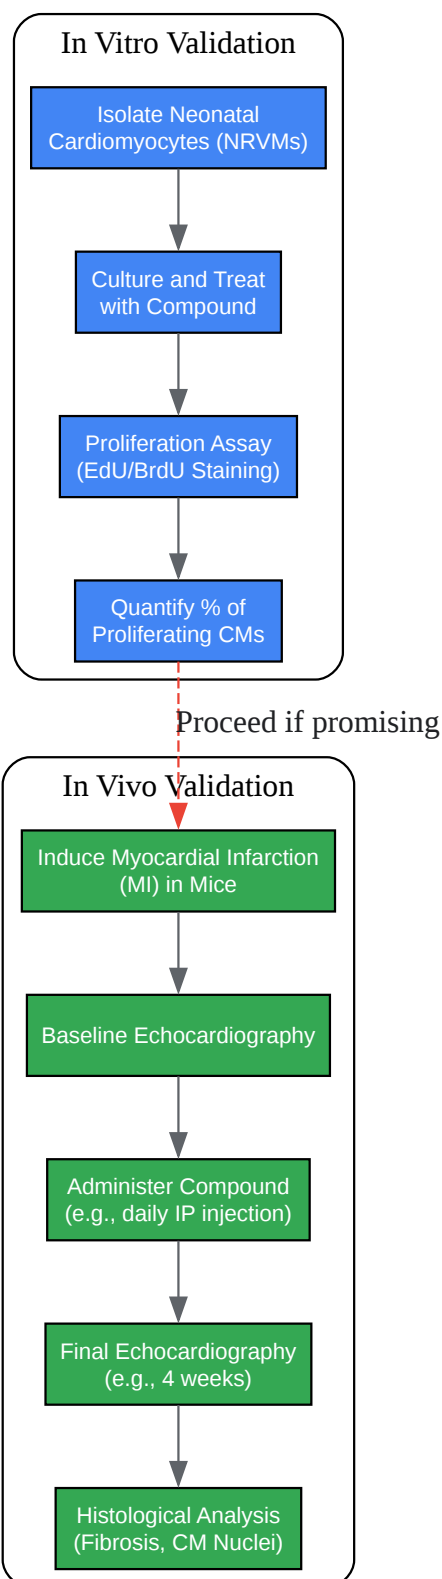 In Vitro Validation
Isolate Neonatal
Cardiomyocytes (NRVMs)
Culture and Treat
with Compound
Proliferation Assay
(EdU/BrdU Staining)
Quantify % of
Proliferating CMs
Proceed if promising
In Vivo Validation
Induce Myocardial Infarction
(MI) in Mice
Baseline Echocardiography
Administer Compound
(e.g., daily IP injection)
Final Echocardiography
(e.g., 4 weeks)
Histological Analysis
(Fibrosis, CM Nuclei)